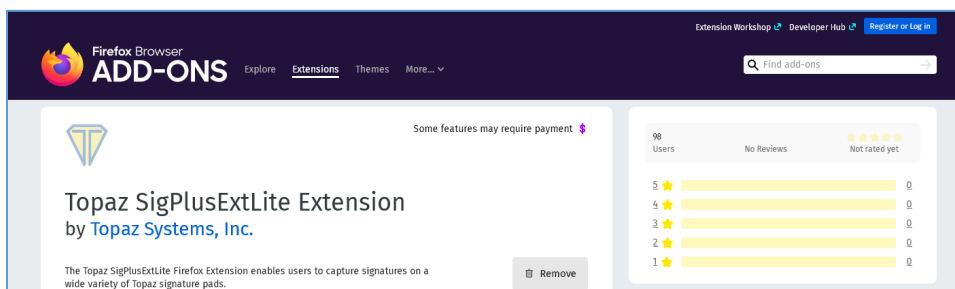 Extension Workshop Developer Hub Register or Log in
Firefox Browser
ADD-ONS
Explore Extensions Themes More...
Find add-ons
Some features may require payment $
Topaz SigPlusExtLite Extension
by Topaz Systems, Inc.
The Topaz SigPlusExtLite Firefox Extension enables users to capture signatures on a
wide variety of Topaz signature pads.
Remove
98
Users No Reviews Not rated yet
5 0
4 0
3 0
2 0
1 0